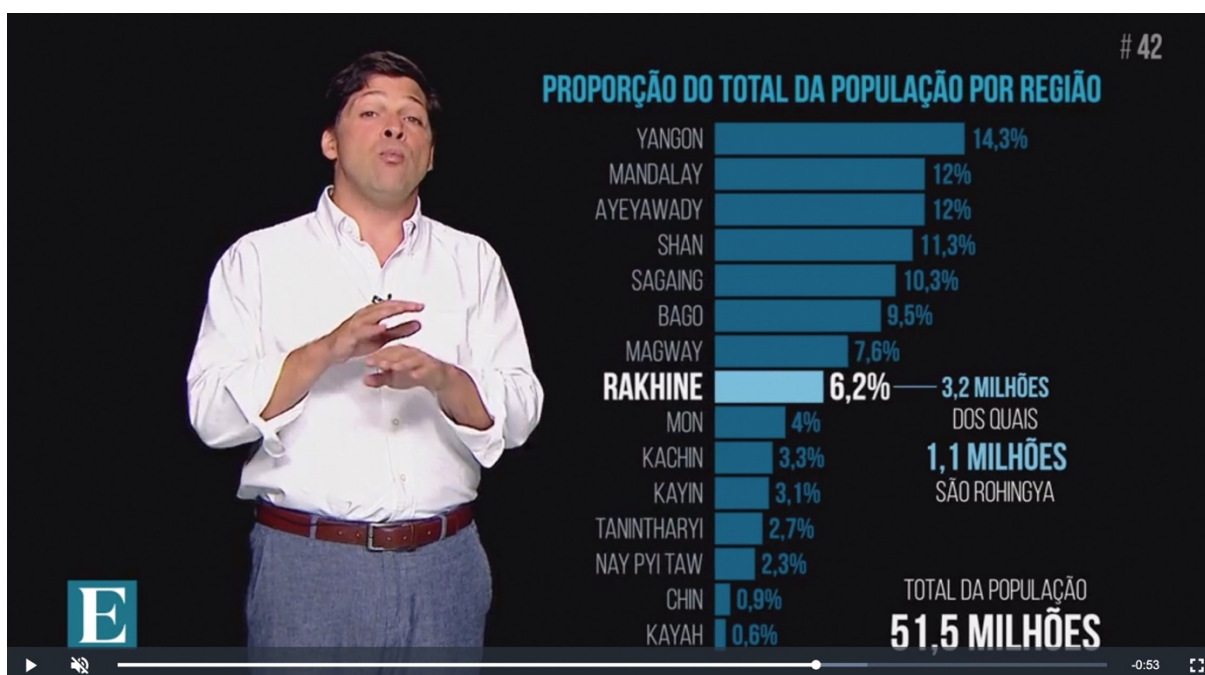 # 42
PROPORÇÃO DO TOTAL DA POPULAÇÃO POR REGIÃO
YANGON 14,3%
MANDALAY 12%
AYEYAWADY 12%
SHAN 11,3%
SAGAING 10,3%
BAGO 9,5%
MAGWAY 7,6%
RAKHINE 6,2% 3,2 MILHÕES
MON 4% DOS QUAIS
KACHIN 3,3% 1,1 MILHÕES
KAYIN 3,1% SÃO ROHINGYA
TANINTHARYI 2,7%
NAY PYI TAW 2,3%
CHIN 0,9% TOTAL DA POPULAÇÃO
KAYAH 0,6% 51,5 MILHÕES
E
-0:53